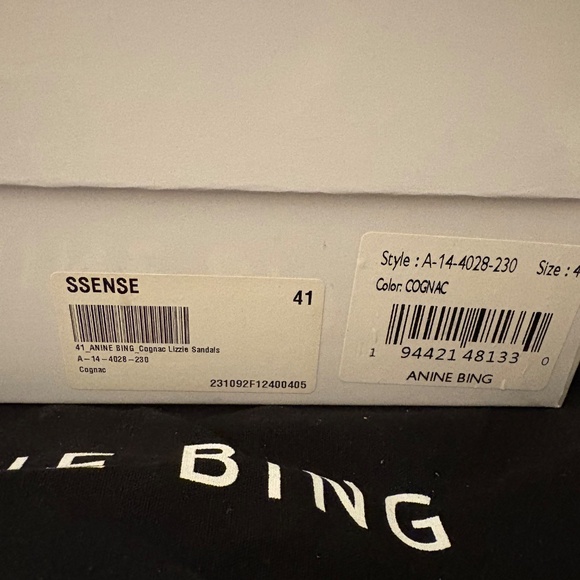 SSENSE
41
41_ANINE BING_Cognac Lizzie Sandals
A-14-4028-230
Cognac
231092F12400405
Style : A-14-4028-230 Size : 4
Color: COGNAC
1 94421 48133 0
ANINE BING
IE BING